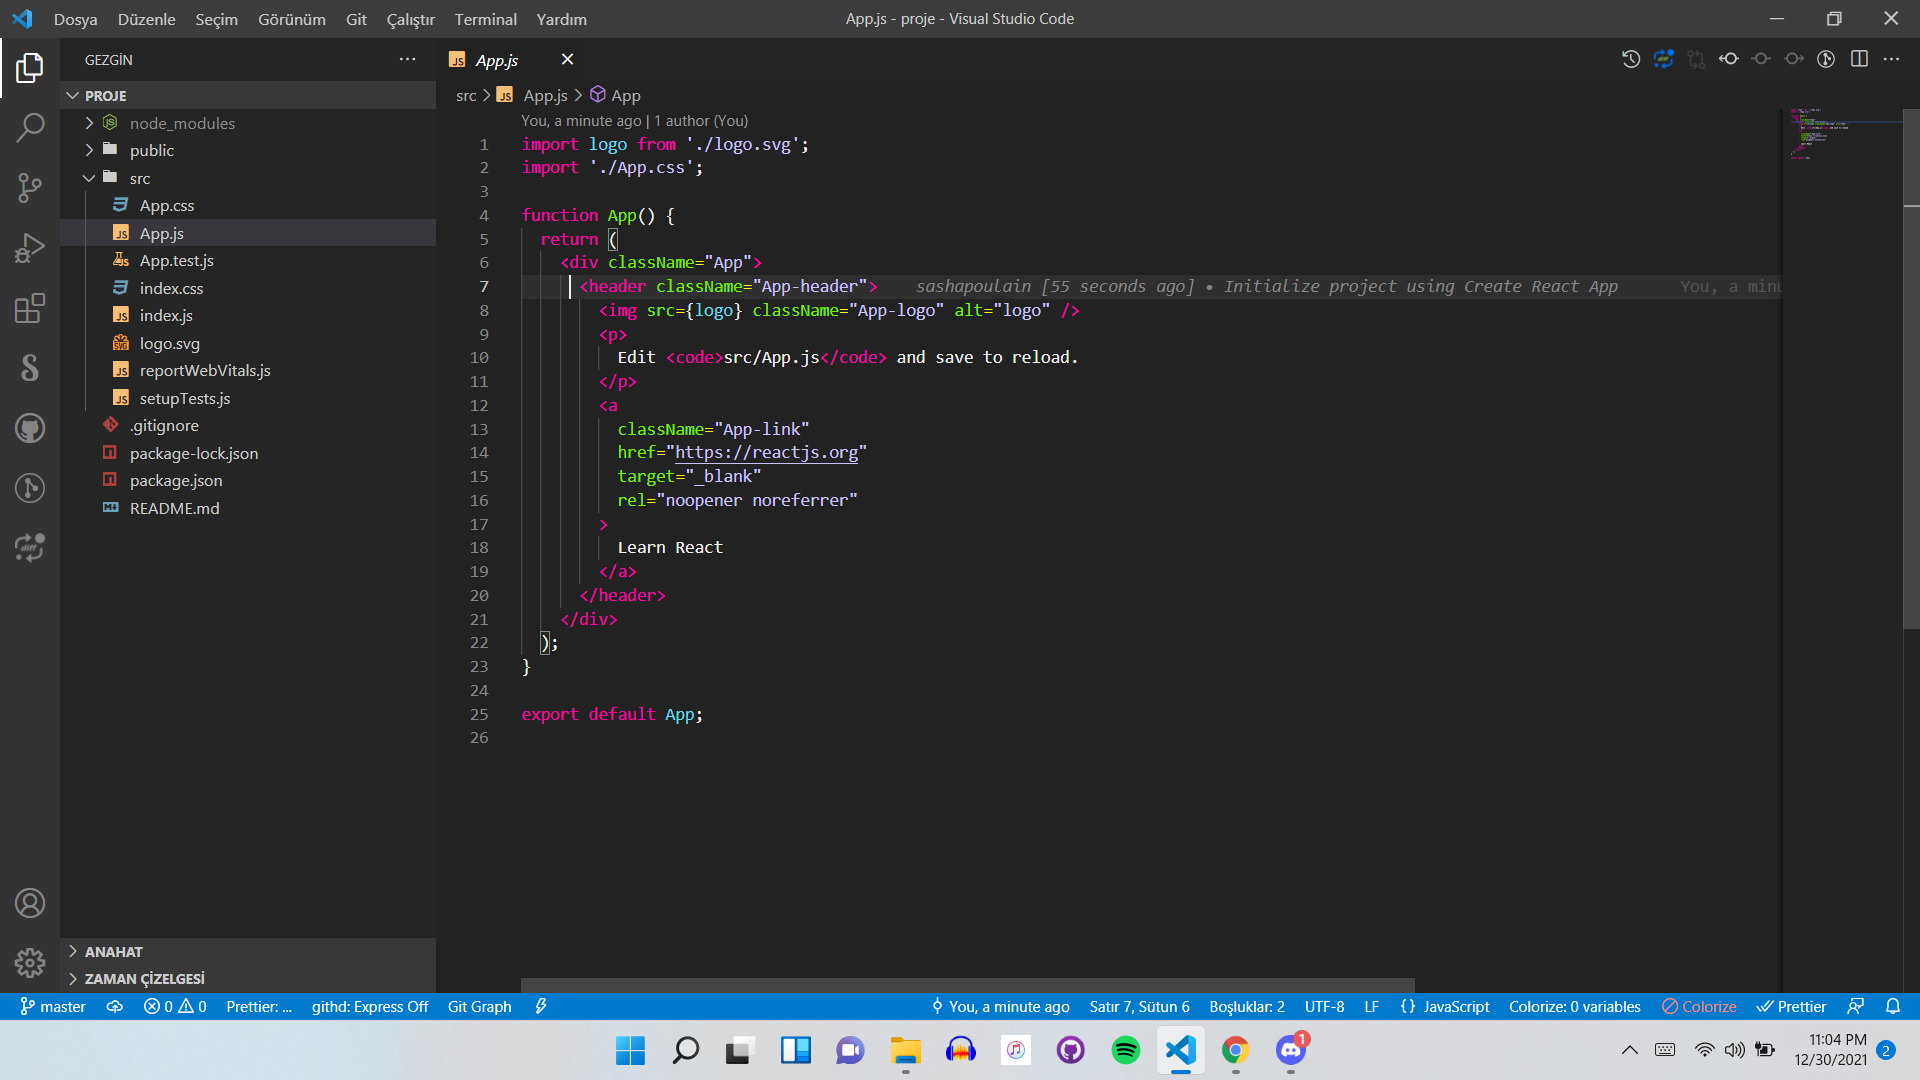 Dosya Düzenle Seçim Görünüm Git Çalıştır Terminal Yardım
App.js - proje - Visual Studio Code
GEZGİN
PROJE
node_modules
public
src
App.css
App.js
App.test.js
index.css
index.js
logo.svg
reportWebVitals.js
setupTests.js
.gitignore
package-lock.json
package.json
README.md
ANAHAT
ZAMAN ÇİZELGESİ
JS App.js
src > JS App.js > App
You, a minute ago | 1 author (You)
1 import logo from './logo.svg';
2 import './App.css';
3
4 function App() {
5 return (
6 <div className="App">
7 <header className="App-header"> sashapoulain [55 seconds ago] • Initialize project using Create React App You, a minu
8 <img src={logo} className="App-logo" alt="logo" />
9 <p>
10 Edit <code>src/App.js</code> and save to reload.
11 </p>
12 <a
13 className="App-link"
14 href="https://reactjs.org"
15 target="_blank"
16 rel="noopener noreferrer"
17 >
18 Learn React
19 </a>
20 </header>
21 </div>
22 );
23 }
24
25 export default App;
26
master 0 0 Prettier: ... githd: Express Off Git Graph
You, a minute ago Satır 7, Sütun 6 Boşluklar: 2 UTF-8 LF {} JavaScript Colorize: 0 variables Colorize Prettier
1
11:04 PM
12/30/2021
2